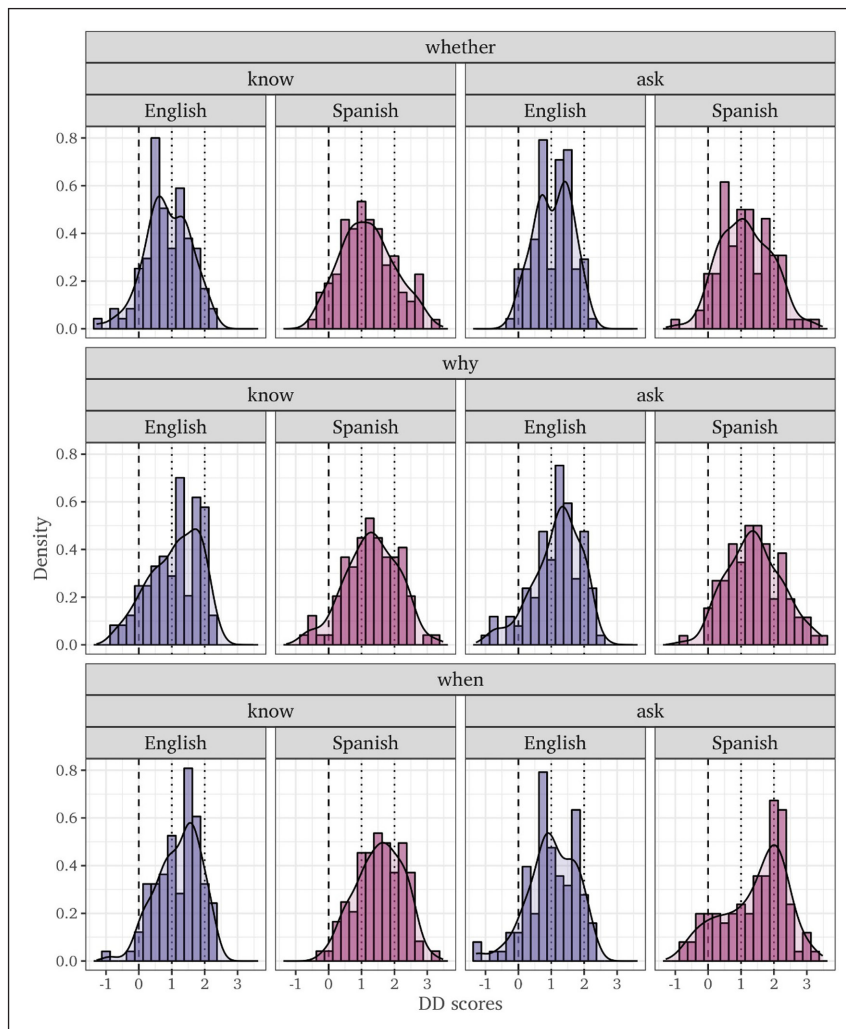 whether
know ask
English Spanish English Spanish
0.8
0.6
0.4
0.2
0.0
why
know ask
English Spanish English Spanish
0.8
0.6
0.4
0.2
0.0
Density
when
know ask
English Spanish English Spanish
0.8
0.6
0.4
0.2
0.0
-1 0 1 2 3 -1 0 1 2 3 -1 0 1 2 3 -1 0 1 2 3
DD scores